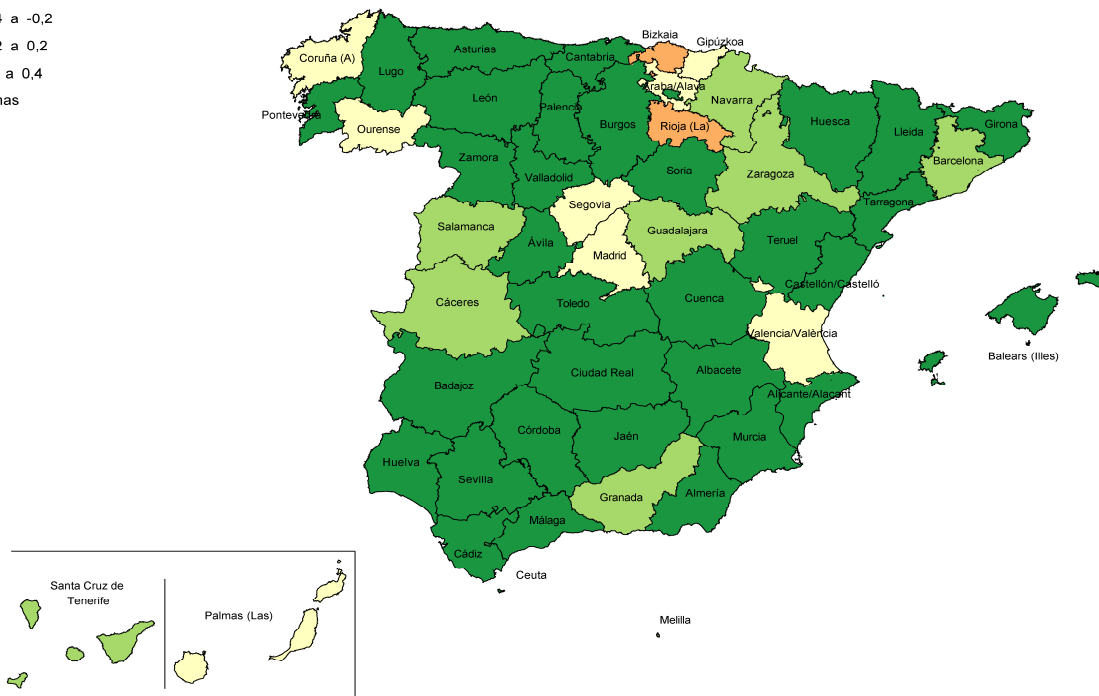 a -0,2
a 0,2
a 0,4
Bizkaia
Gipúzkoa
Asturias
Cantabria
Coruña (A)
Lugo
Araba/Alava
León
Navarra
Palencia
Pontevedra
Burgos
Rioja (La)
Huesca
Lleida
Girona
Ourense
Barcelona
Zamora
Soria
Zaragoza
Valladolid
Tarragona
Segovia
Salamanca
Guadalajara
Ávila
Teruel
Madrid
Castellón/Castelló
Cáceres
Toledo
Cuenca
Valencia/València
Balears (Illes)
Ciudad Real
Albacete
Badajoz
Alicante/Alacant
Córdoba
Jaén
Murcia
Huelva
Sevilla
Granada
Almería
Málaga
Cádiz
Ceuta
Santa Cruz de
Tenerife
Palmas (Las)
Melilla